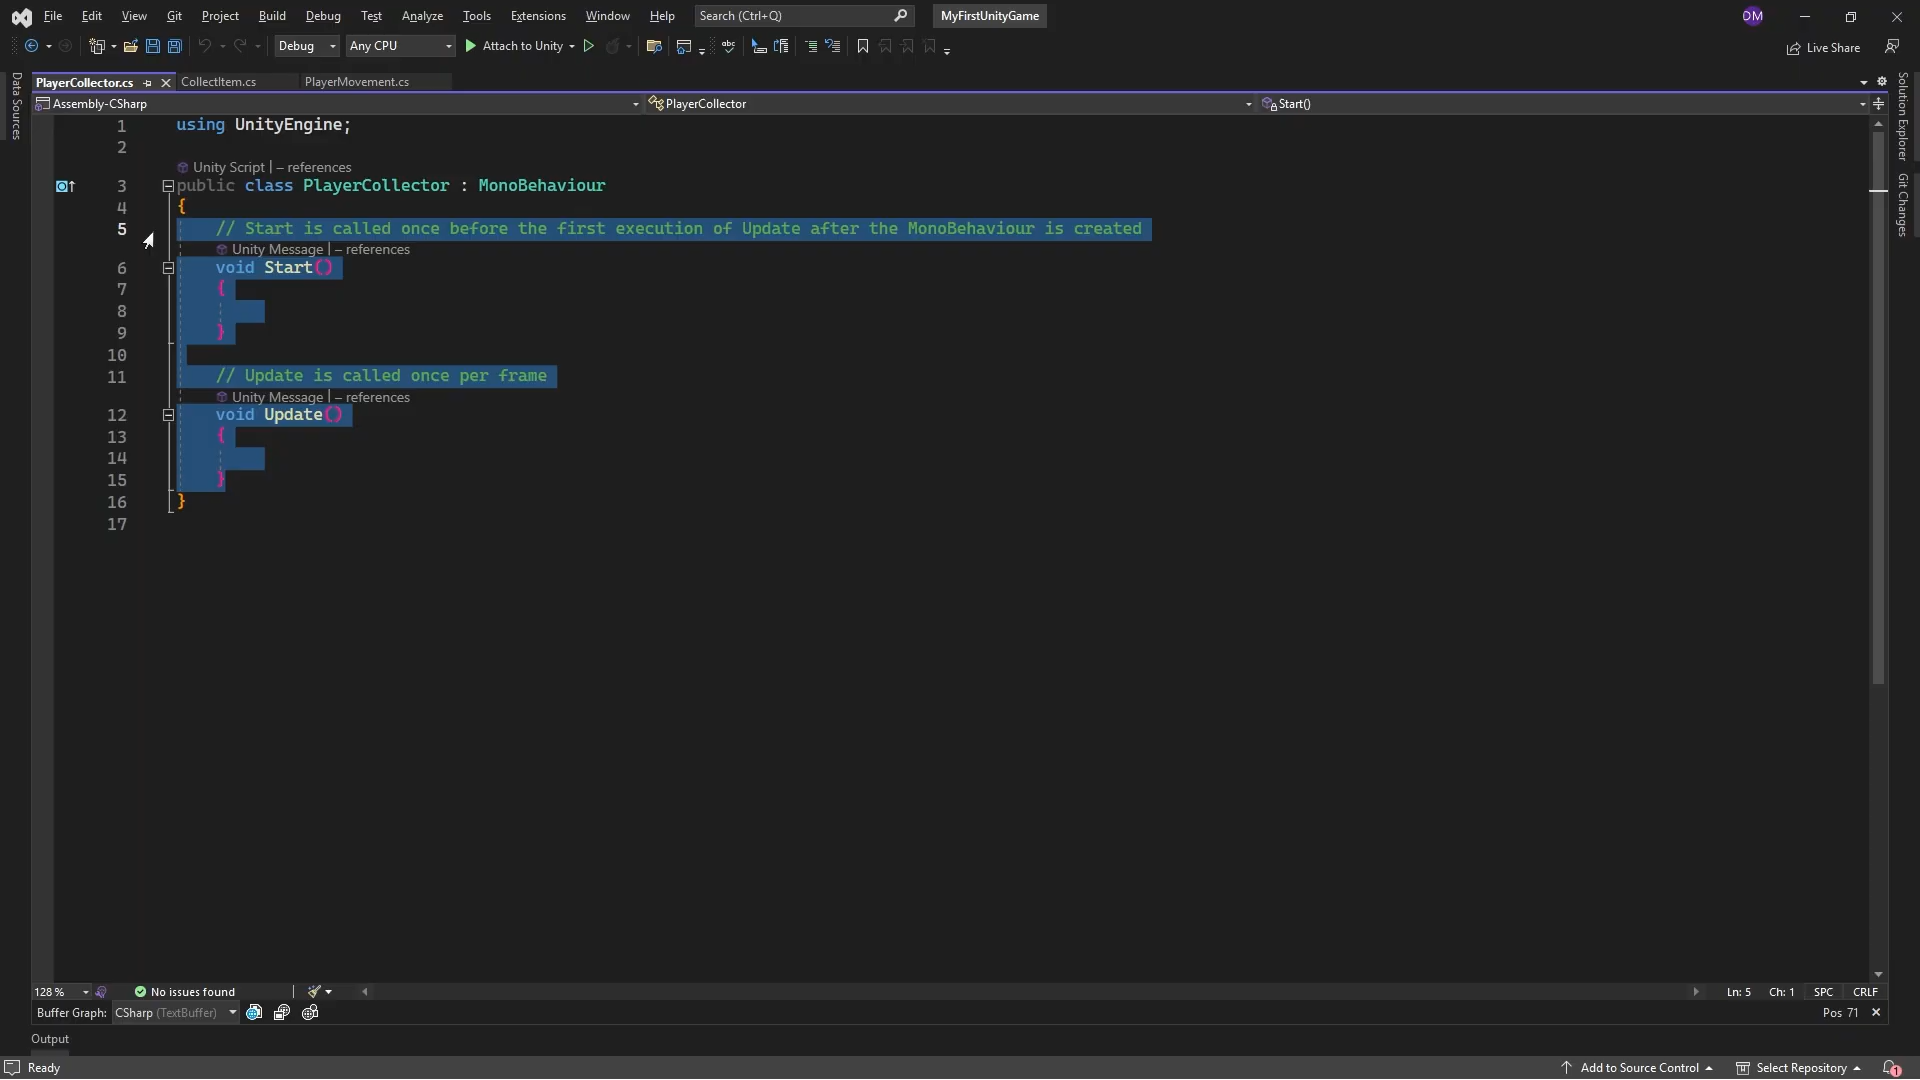 File Edit View Git Project Build Debug Test Analyze Tools Extensions Window Help Search (Ctrl+Q) MyFirstUnityGame DM
Debug Any CPU Attach to Unity Live Share
PlayerCollector.cs CollectItem.cs PlayerMovement.cs
Assembly-CSharp PlayerCollector Start()
Data Sources
Solution Explorer
Git Changes
1 using UnityEngine;
2
Unity Script | – references
3 public class PlayerCollector : MonoBehaviour
4 {
5 // Start is called once before the first execution of Update after the MonoBehaviour is created
Unity Message | – references
6 void Start()
7 {
8
9 }
10
11 // Update is called once per frame
Unity Message | – references
12 void Update()
13 {
14
15 }
16 }
17
128 % No issues found Ln: 5 Ch: 1 SPC CRLF
Buffer Graph: CSharp (TextBuffer) Pos 71
Output
Ready Add to Source Control Select Repository 1